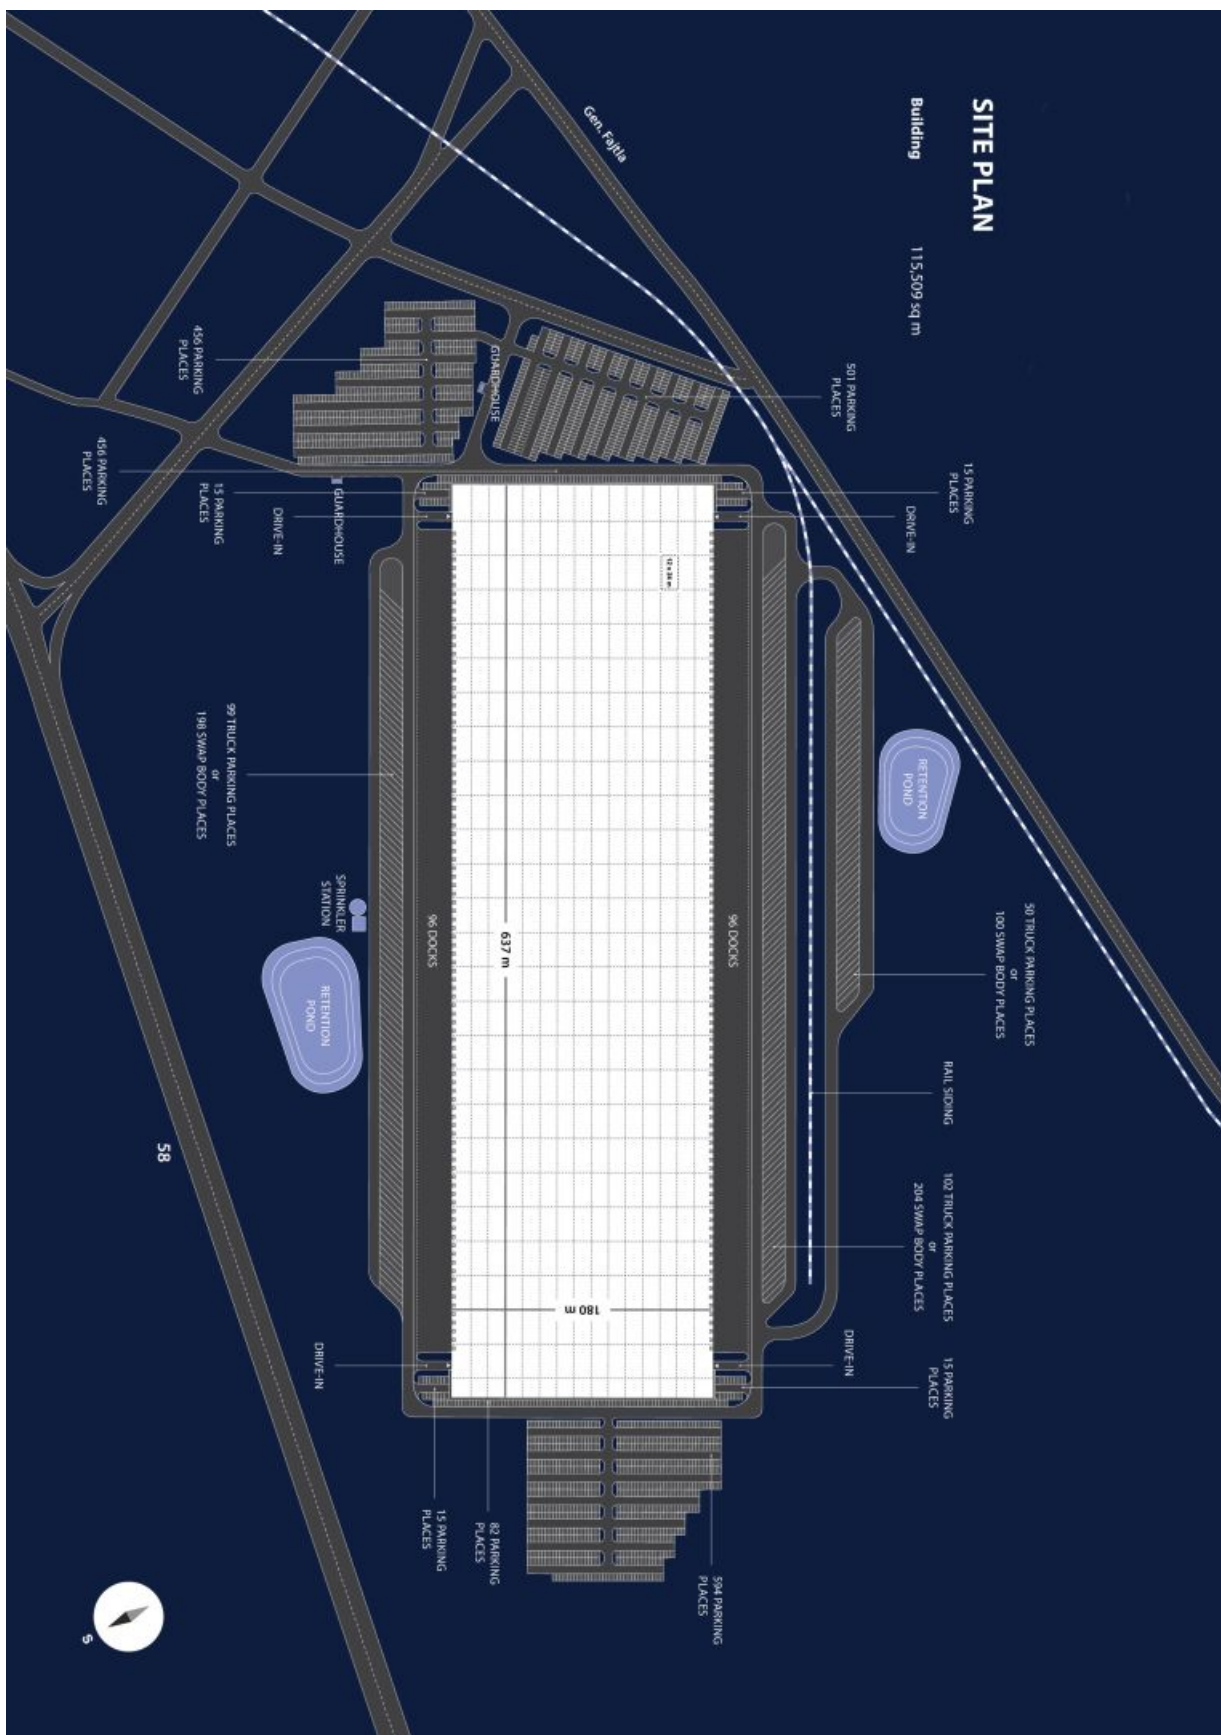 SITE PLAN
Building 115,509 sq m
Gen. Fajtla
501 PARKING
PLACES
15 PARKING
PLACES
DRIVE-IN
50 TRUCK PARKING PLACES
or
100 SWAP BODY PLACES
RAIL SIDING
102 TRUCK PARKING PLACES
or
204 SWAP BODY PLACES
DRIVE-IN
15 PARKING
PLACES
RETENTION
POND
GUARDHOUSE
12 x 24 m
96 DOCKS
637 m
180 m
96 DOCKS
594 PARKING
PLACES
82 PARKING
PLACES
15 PARKING
PLACES
456 PARKING
PLACES
456 PARKING
PLACES
15 PARKING
PLACES
DRIVE-IN
GUARDHOUSE
99 TRUCK PARKING PLACES
or
198 SWAP BODY PLACES
SPRINKLER
STATION
RETENTION
POND
DRIVE-IN
58
S